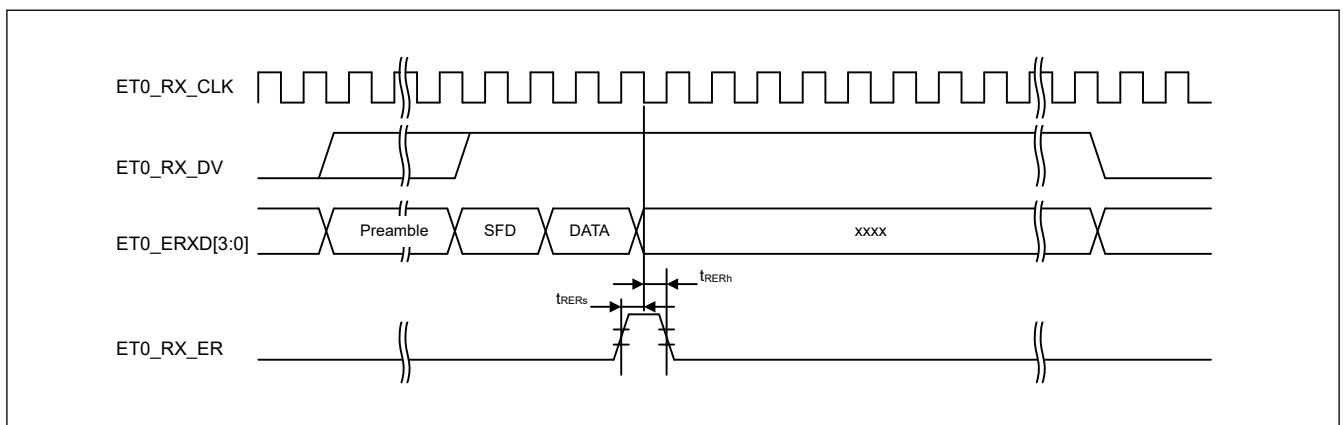 ET0_RX_CLK
ET0_RX_DV
ET0_ERXD[3:0]
Preamble SFD DATA xxxx
tRERh
tRERs
ET0_RX_ER